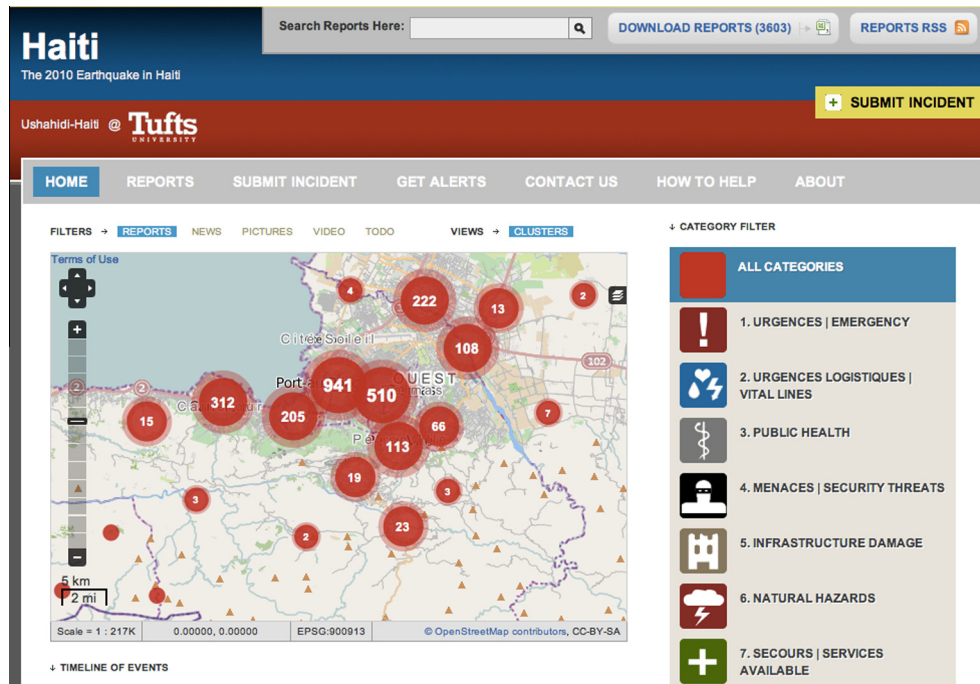 Haiti
The 2010 Earthquake in Haiti
Search Reports Here:
DOWNLOAD REPORTS (3603)
REPORTS RSS
SUBMIT INCIDENT
Ushahidi-Haiti @ Tufts
UNIVERSITY
HOME REPORTS SUBMIT INCIDENT GET ALERTS CONTACT US HOW TO HELP ABOUT
FILTERS → REPORTS NEWS PICTURES VIDEO TODO VIEWS → CLUSTERS
Terms of Use
4
222
13
2
108
102
Cité Soleil
OUEST
941
510
2
2
312
205
15
66
7
113
19
3
3
23
2
5 km
2 mi
Scale = 1 : 217K 0.00000, 0.00000 EPSG:900913 © OpenStreetMap contributors, CC-BY-SA
↓ TIMELINE OF EVENTS
↓ CATEGORY FILTER
ALL CATEGORIES
1. URGENCES | EMERGENCY
2. URGENCES LOGISTIQUES |
VITAL LINES
3. PUBLIC HEALTH
4. MENACES | SECURITY THREATS
5. INFRASTRUCTURE DAMAGE
6. NATURAL HAZARDS
7. SECOURS | SERVICES
AVAILABLE